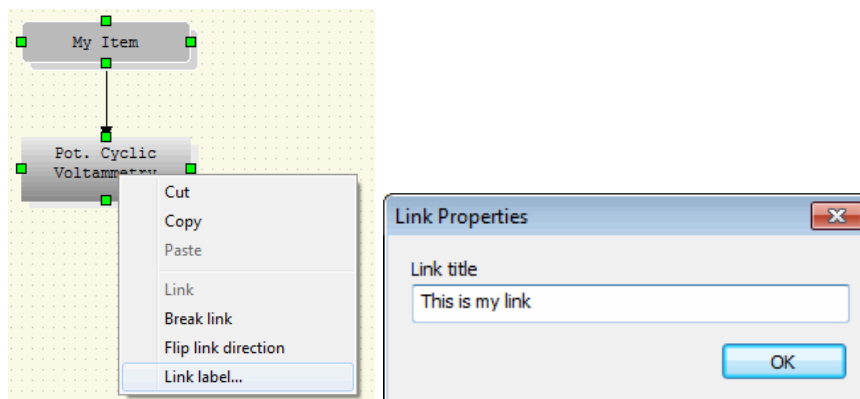 My Item
Pot. Cyclic
Voltammetry
Cut
Copy
Paste
Link
Break link
Flip link direction
Link label...
Link Properties
Link title
This is my link
OK